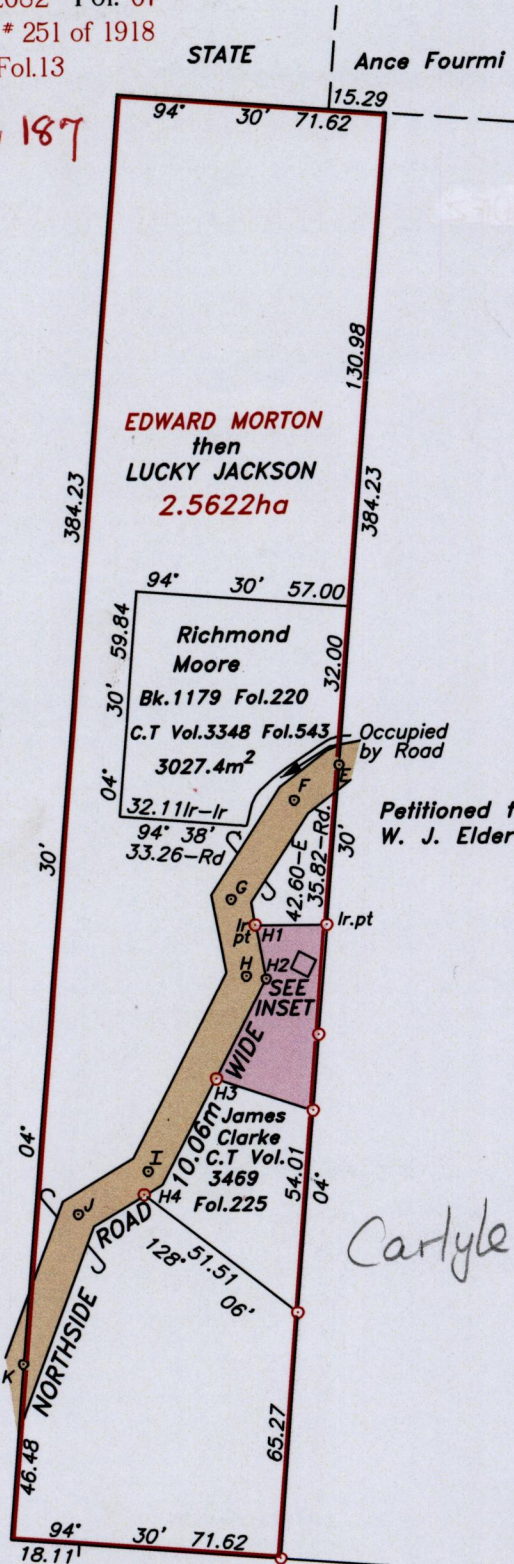 Fol.
# 251 of 1918
Fol.13
187
STATE
Ance Fourmi
15.29
94° 30' 71.62
130.98
EDWARD MORTON
then
LUCKY JACKSON
2.5622ha
384.23
384.23
94° 30' 57.00
59.84
30'
04°
Richmond
Moore
Bk.1179 Fol.220
C.T Vol.3348 Fol.543
3027.4m²
32.00
Occupied
by Road
E
F
32.11Ir-Ir
94° 38'
33.26-Rd
Petitioned f
W. J. Elder
30'
42.60-E
35.82-Rd.
30'
G
Ir
pt
H1
Ir.pt
H
H2
SEE
INSET
H3
10.06m WIDE
James
Clarke
C.T Vol.
3469
Fol.225
54.01
04°
04°
I
H4
J
NORTHSIDE ROAD
128° 51.51
06'
Carlyle
K
65.27
46.48
94° 30' 71.62
18.11